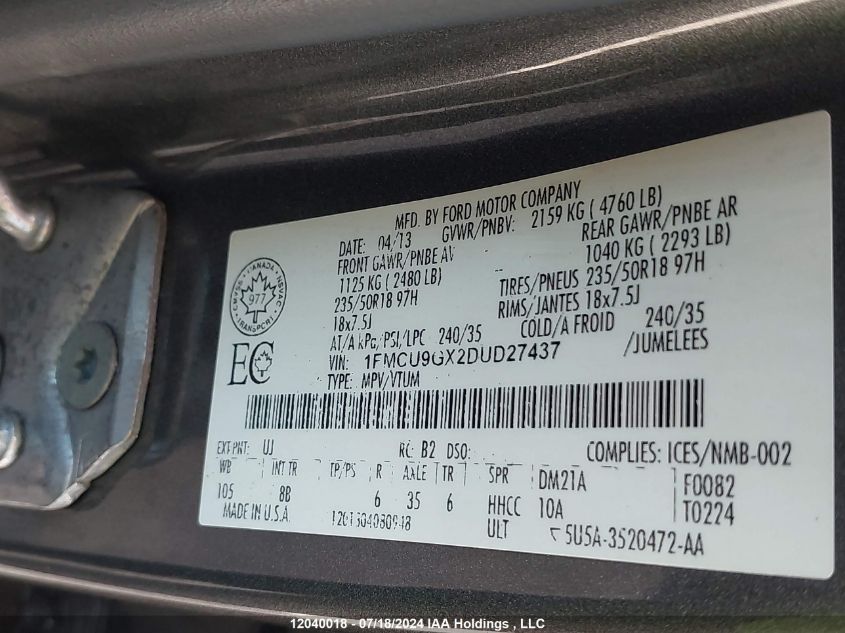 MFD. BY FORD MOTOR COMPANY
DATE: 04/13 GVWR/PNBV: 2159 KG ( 4760 LB)
FRONT GAWR/PNBE AV REAR GAWR/PNBE AR
1125 KG ( 2480 LB) 1040 KG ( 2293 LB)
235/50R18 97H TIRES/PNEUS 235/50R18 97H
18x7.5J RIMS/JANTES 18x7.5J
AT/A kPa/PSI/LPC 240/35 COLD/A FROID 240/35
VIN: 1FMCU9GX2DUD27437 /JUMELEES
TYPE: MPV/VTUM
CANADA
977
TRANSPORT
EC
EXT PNT: UJ RC: B2 DSO: COMPLIES: ICES/NMB-002
WB INT TR TP/PS R AXLE TR SPR DM21A F0082
105 8B 6 35 6 HHCC 10A T0224
MADE IN U.S.A. ULT 5U5A-3520472-AA
12040018 - 07/18/2024 IAA Holdings , LLC